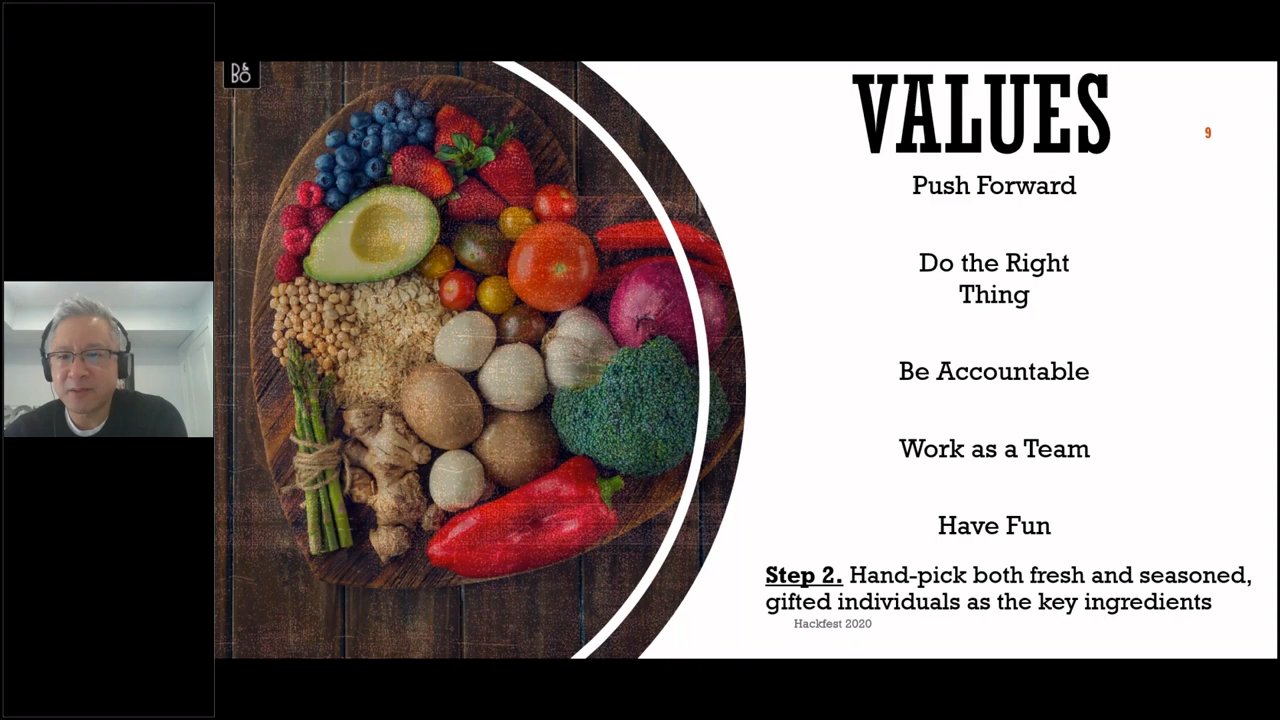 B&O
VALUES
9
Push Forward
Do the Right
Thing
Be Accountable
Work as a Team
Have Fun
Step 2. Hand-pick both fresh and seasoned,
gifted individuals as the key ingredients
Hackfest 2020